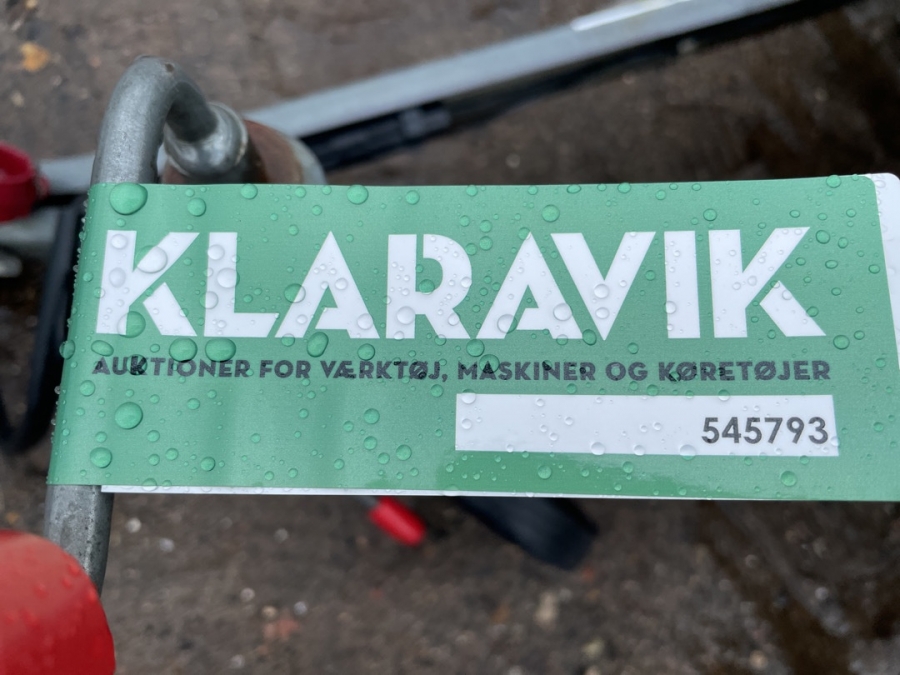 KLARAVIK
AUKTIONER FOR VÆRKTØJ, MASKINER OG KØRETØJER
545793